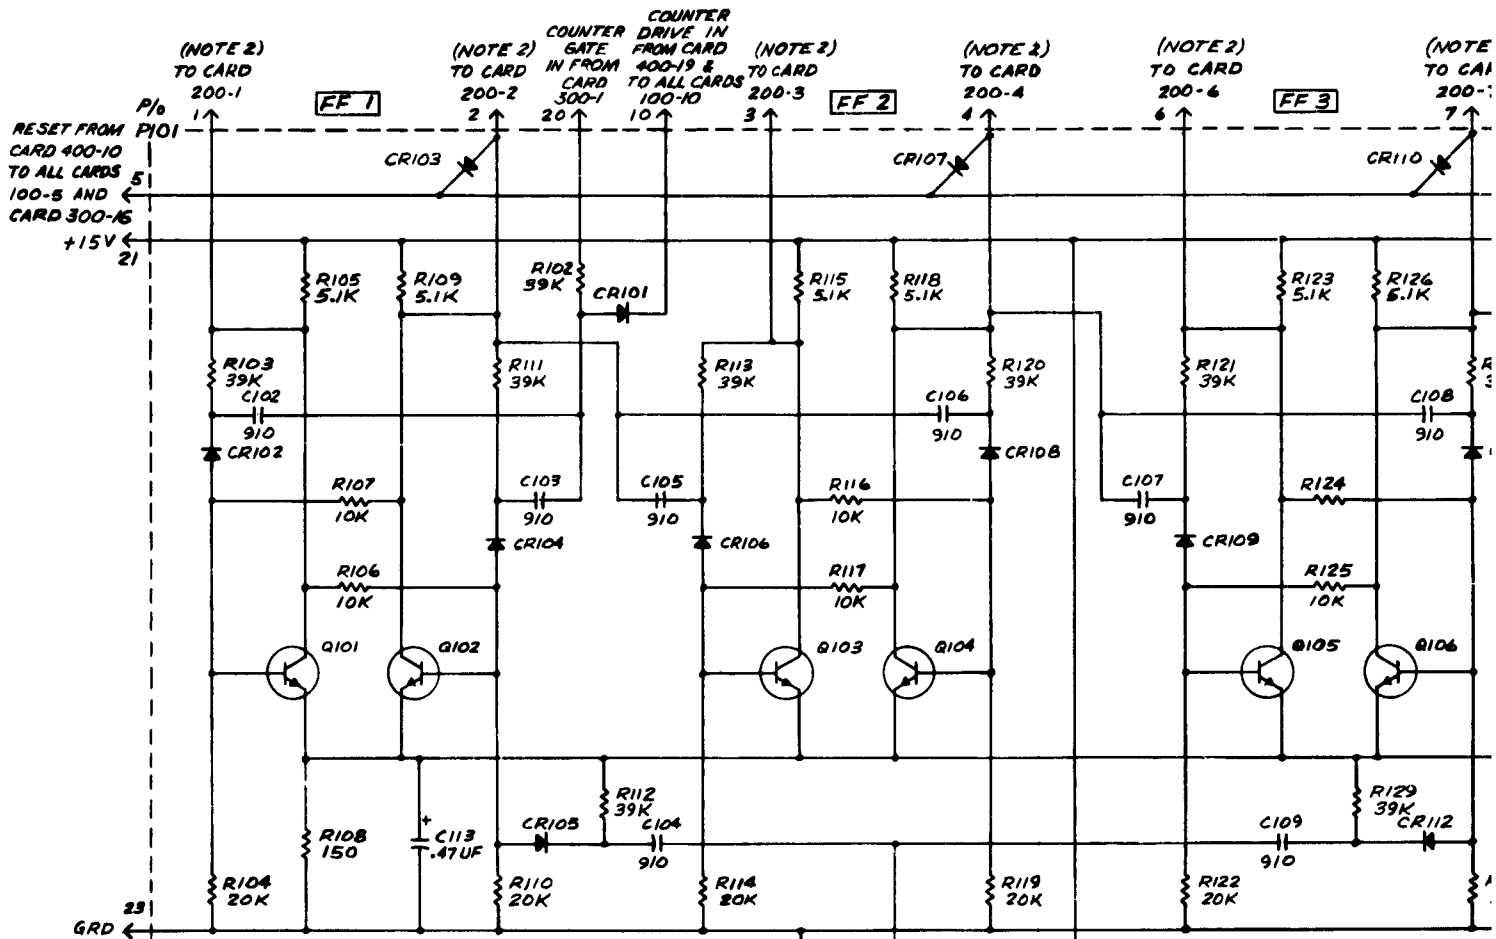 (NOTE 2)
TO CARD
200-1
1
FF 1
(NOTE 2)
TO CARD
200-2
2
COUNTER
GATE
IN FROM
CARD
300-1
20
COUNTER
DRIVE IN
FROM CARD
400-19 &
TO ALL CARDS
100-10
10
(NOTE 2)
TO CARD
200-3
3
FF 2
(NOTE 2)
TO CARD
200-4
4
(NOTE 2)
TO CARD
200-6
6
FF 3
(NOTE
TO CAR
200-7
7
P/O
P101
RESET FROM
CARD 400-10
TO ALL CARDS
100-5 AND
CARD 300-16
5
+15V
21
CR103
CR107
CR110
R105
5.1K
R109
5.1K
R102
39K
CR101
R115
5.1K
R118
5.1K
R123
5.1K
R126
5.1K
R103
39K
R111
39K
R113
39K
R120
39K
R121
39K
C102
910
C106
910
C108
910
CR102
CR108
R107
10K
C103
910
C105
910
R116
10K
C107
910
R124
CR104
CR106
CR109
R106
10K
R117
10K
R125
10K
Q101
Q102
Q103
Q104
Q105
Q106
R112
39K
R129
39K
R108
150
+
C113
.47UF
CR105
C104
910
C109
910
CR112
R104
20K
R110
20K
R114
20K
R119
20K
R122
20K
23
GRD